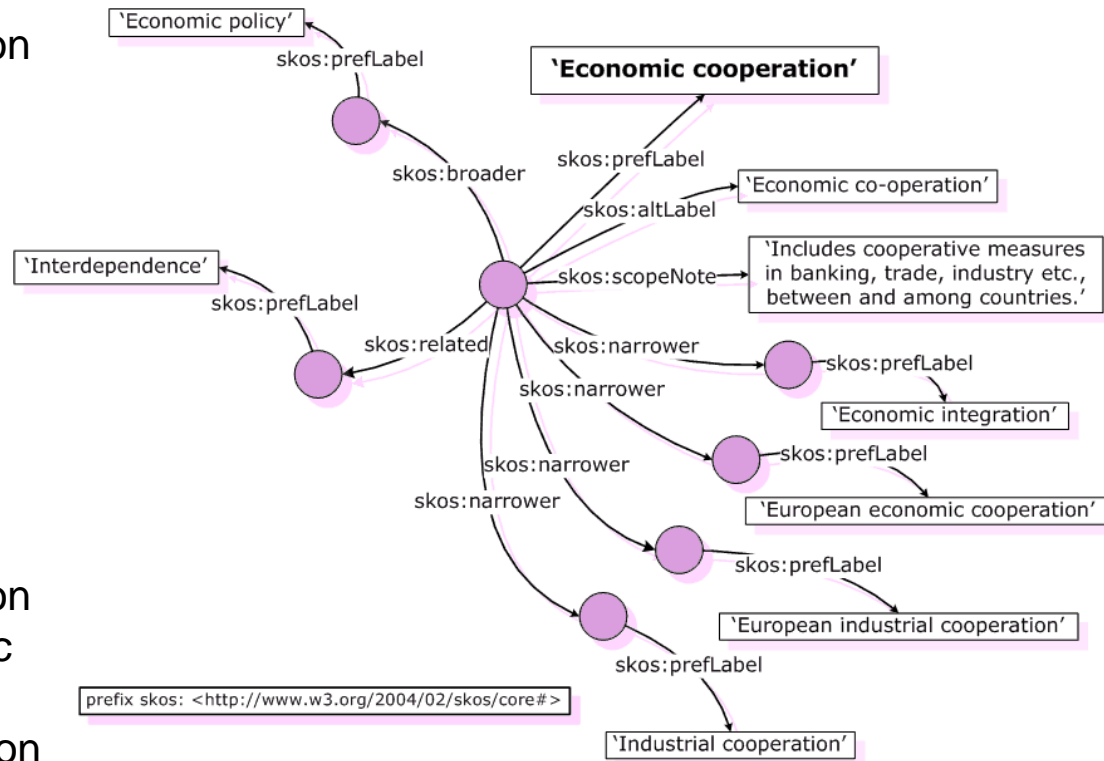 on
‘Economic policy’
skos:prefLabel
‘Economic cooperation’
skos:prefLabel
skos:broader
‘Economic co-operation’
skos:altLabel
‘Includes cooperative measures
in banking, trade, industry etc.,
between and among countries.’
skos:scopeNote
‘Interdependence’
skos:prefLabel
skos:related
skos:narrower
skos:prefLabel
‘Economic integration’
skos:narrower
skos:prefLabel
‘European economic cooperation’
skos:narrower
skos:prefLabel
‘European industrial cooperation’
skos:narrower
skos:prefLabel
‘Industrial cooperation’
on
c
prefix skos: <http://www.w3.org/2004/02/skos/core#>
on